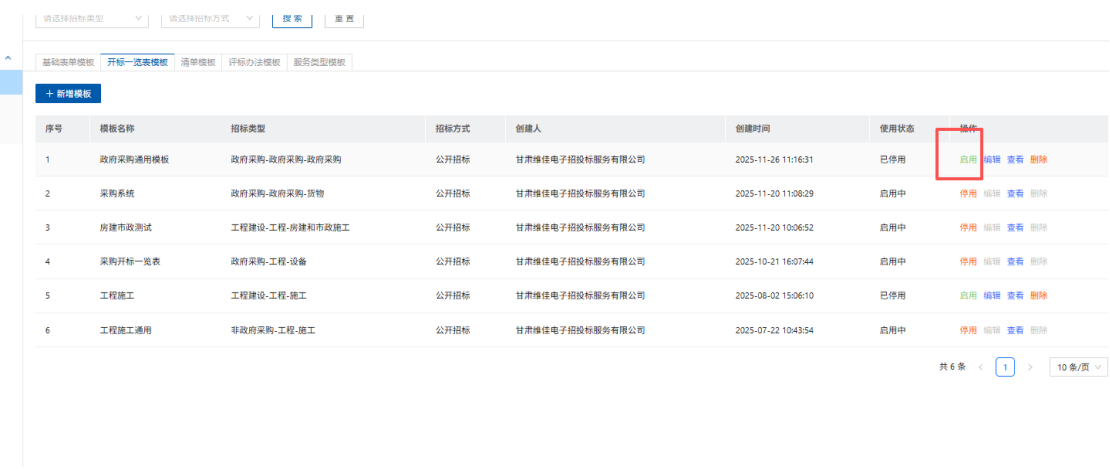 请选择招标类型 请选择招标方式 搜索 重置
基础表单模板 开标一览表模板 清单模板 评标办法模板 服务类型模板
+ 新增模板
序号 模板名称 招标类型 招标方式 创建人 创建时间 使用状态 操作
1 政府采购通用模板 政府采购-政府采购-政府采购 公开招标 甘肃维佳电子招投标服务有限公司 2025-11-26 11:16:31 已停用 启用 编辑 查看 删除
2 采购系统 政府采购-政府采购-货物 公开招标 甘肃维佳电子招投标服务有限公司 2025-11-20 11:08:29 启用中 停用 编辑 查看 删除
3 房建市政测试 工程建设-工程-房建和市政施工 公开招标 甘肃维佳电子招投标服务有限公司 2025-11-20 10:06:52 启用中 停用 编辑 查看 删除
4 采购开标一览表 政府采购-工程-设备 公开招标 甘肃维佳电子招投标服务有限公司 2025-10-21 16:07:44 启用中 停用 编辑 查看 删除
5 工程施工 工程建设-工程-施工 公开招标 甘肃维佳电子招投标服务有限公司 2025-08-02 15:06:10 已停用 启用 编辑 查看 删除
6 工程施工通用 非政府采购-工程-施工 公开招标 甘肃维佳电子招投标服务有限公司 2025-07-22 10:43:54 启用中 停用 编辑 查看 删除
共 6 条 < 1 > 10 条/页